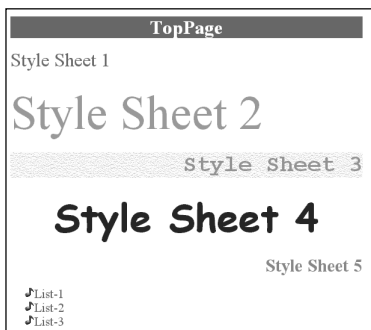 TopPage
Style Sheet 1
Style Sheet 2
Style Sheet 3
Style Sheet 4
Style Sheet 5
List-1
List-2
List-3